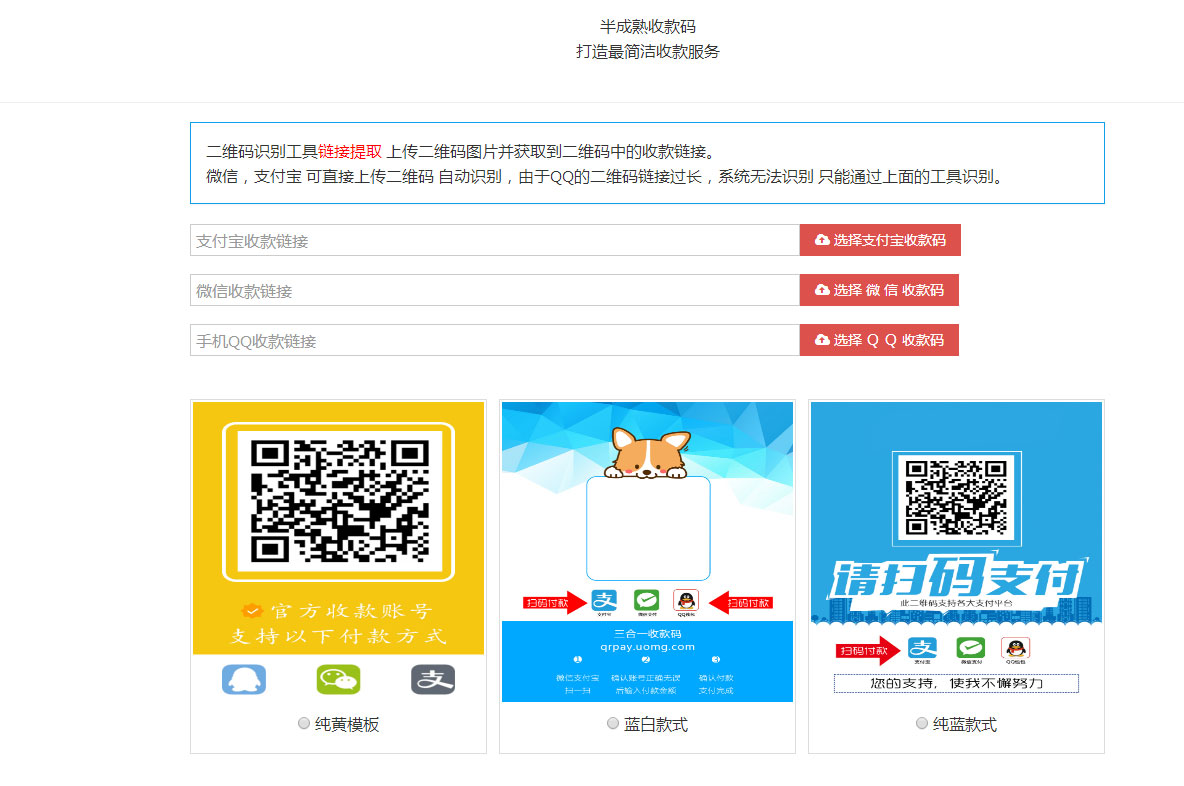 半成熟收款码
打造最简洁收款服务
二维码识别工具链接提取 上传二维码图片并获取到二维码中的收款链接。
微信，支付宝 可直接上传二维码 自动识别，由于QQ的二维码链接过长，系统无法识别 只能通过上面的工具识别。
支付宝收款链接
选择支付宝收款码
微信收款链接
选择 微 信 收款码
手机QQ收款链接
选择 Q Q 收款码
官方收款账号
支持以下付款方式
支
纯黄模板
扫码付款
支
支付宝
微信支付
QQ钱包
扫码付款
三合一收款码
qrpay.uomg.com
1
2
3
微信支付宝
扫一扫
确认账号正确无误
后输入付款金额
确认付款
支付完成
蓝白款式
请扫码支付
此二维码支持各大支付平台
扫码付款
支
支付宝
微信支付
QQ钱包
您的支持，使我不懈努力
纯蓝款式